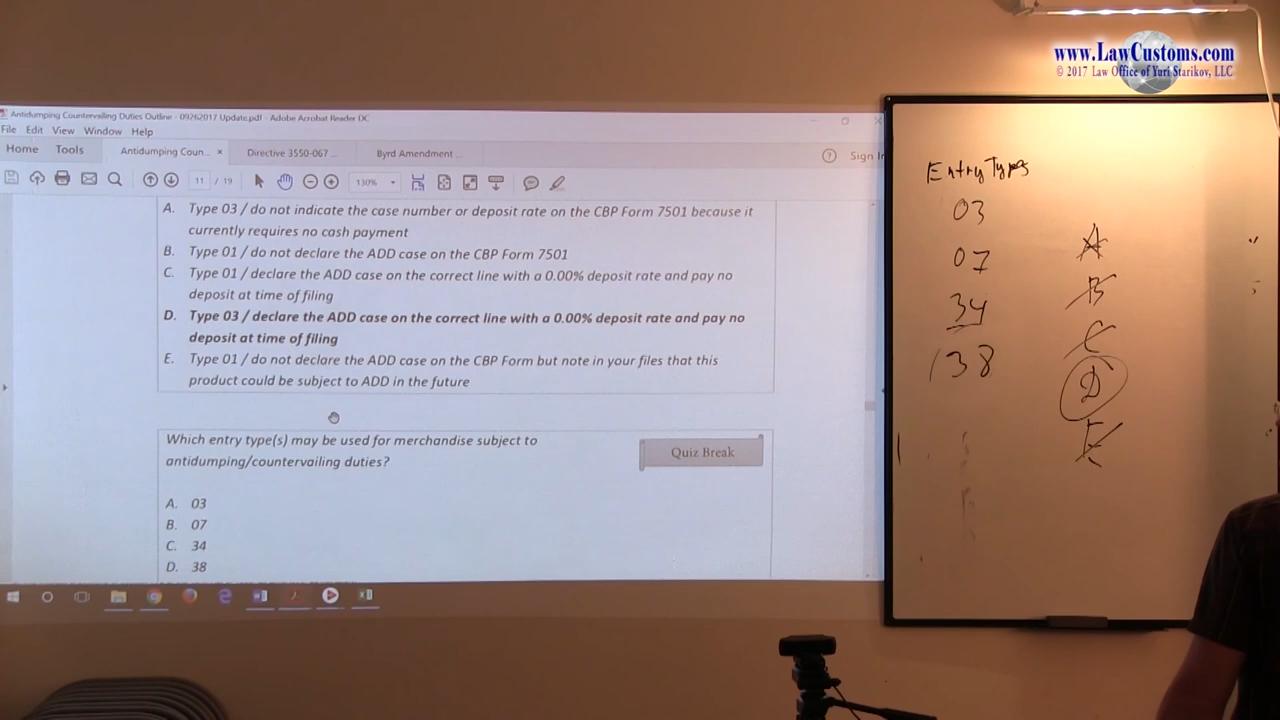 www.LawCustoms.com
© 2017 Law Office of Yuri Starikov, LLC
Antidumping Countervailing Duties Outline - 09262017 Update.pdf - Adobe Acrobat Reader DC
File Edit View Window Help
Home Tools Antidumping Coun... × Directive 3550-067 ... Byrd Amendment ... ? Sign In
11 / 19 130%
A. Type 03 / do not indicate the case number or deposit rate on the CBP Form 7501 because it
currently requires no cash payment
B. Type 01 / do not declare the ADD case on the CBP Form 7501
C. Type 01 / declare the ADD case on the correct line with a 0.00% deposit rate and pay no
deposit at time of filing
D. Type 03 / declare the ADD case on the correct line with a 0.00% deposit rate and pay no
deposit at time of filing
E. Type 01 / do not declare the ADD case on the CBP Form but note in your files that this
product could be subject to ADD in the future
Which entry type(s) may be used for merchandise subject to
antidumping/countervailing duties?
Quiz Break
A. 03
B. 07
C. 34
D. 38
Entry Types
03
07
34
38
A
B
C
D
E